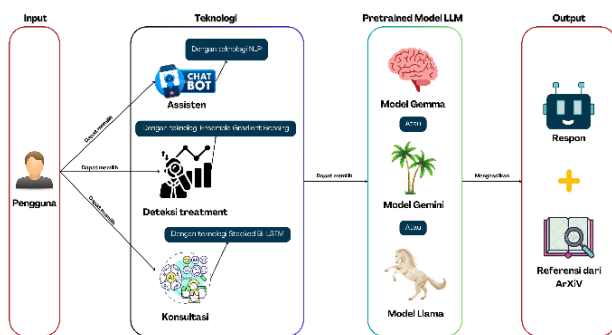 Input
Teknologi
Pretrained Model LLM
Output
Dengan teknologi NLP
CHAT
BOT
Assisten
Dapat memilih
Dengan teknologi Ensemble Gradient Boosting
Dapat memilih
Pengguna
Deteksi treatment
Dapat memilih
Dengan teknologi Stacked Bi LSTM
Konsultasi
Dapat memilih
Model Gemma
Atau
Model Gemini
Atau
Model Llama
Menghasilkan
Respon
Referensi dari
ArXiV